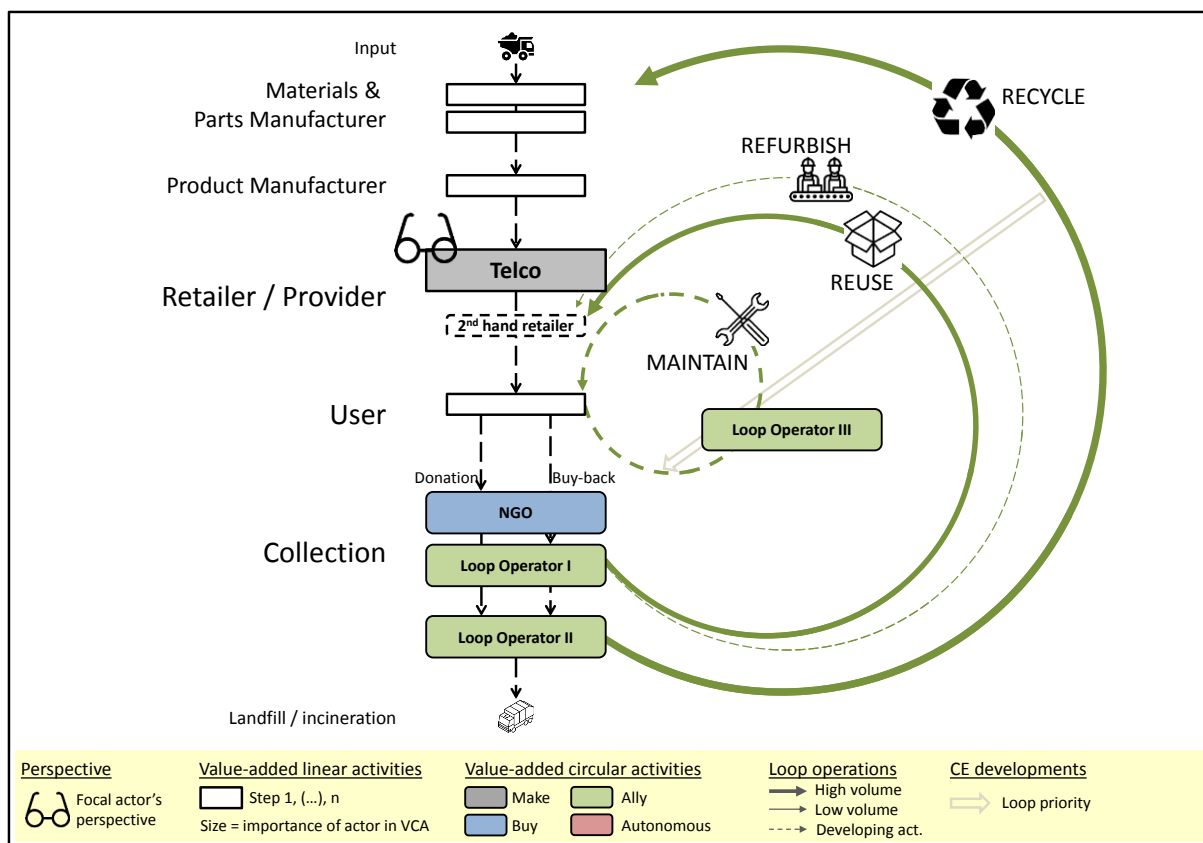 Input
Materials &
Parts Manufacturer
Product Manufacturer
Telco
Retailer / Provider
2nd hand retailer
User
Donation
Buy-back
NGO
Collection
Loop Operator I
Loop Operator II
Landfill / incineration
RECYCLE
REFURBISH
REUSE
MAINTAIN
Loop Operator III
Perspective
Focal actor's
perspective
Value-added linear activities
Step 1, (...), n
Size = importance of actor in VCA
Value-added circular activities
Make
Ally
Buy
Autonomous
Loop operations
High volume
Low volume
Developing act.
CE developments
Loop priority